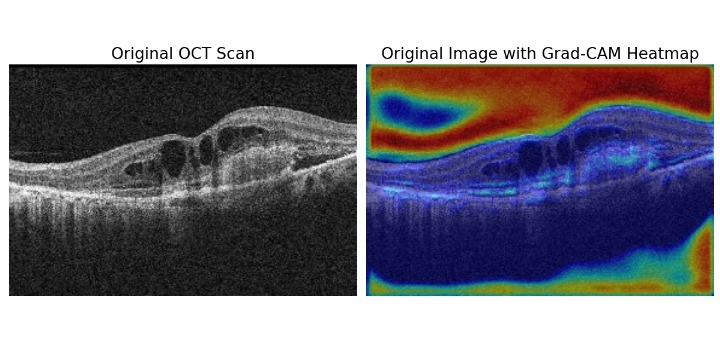 Original OCT Scan
Original Image with Grad-CAM Heatmap